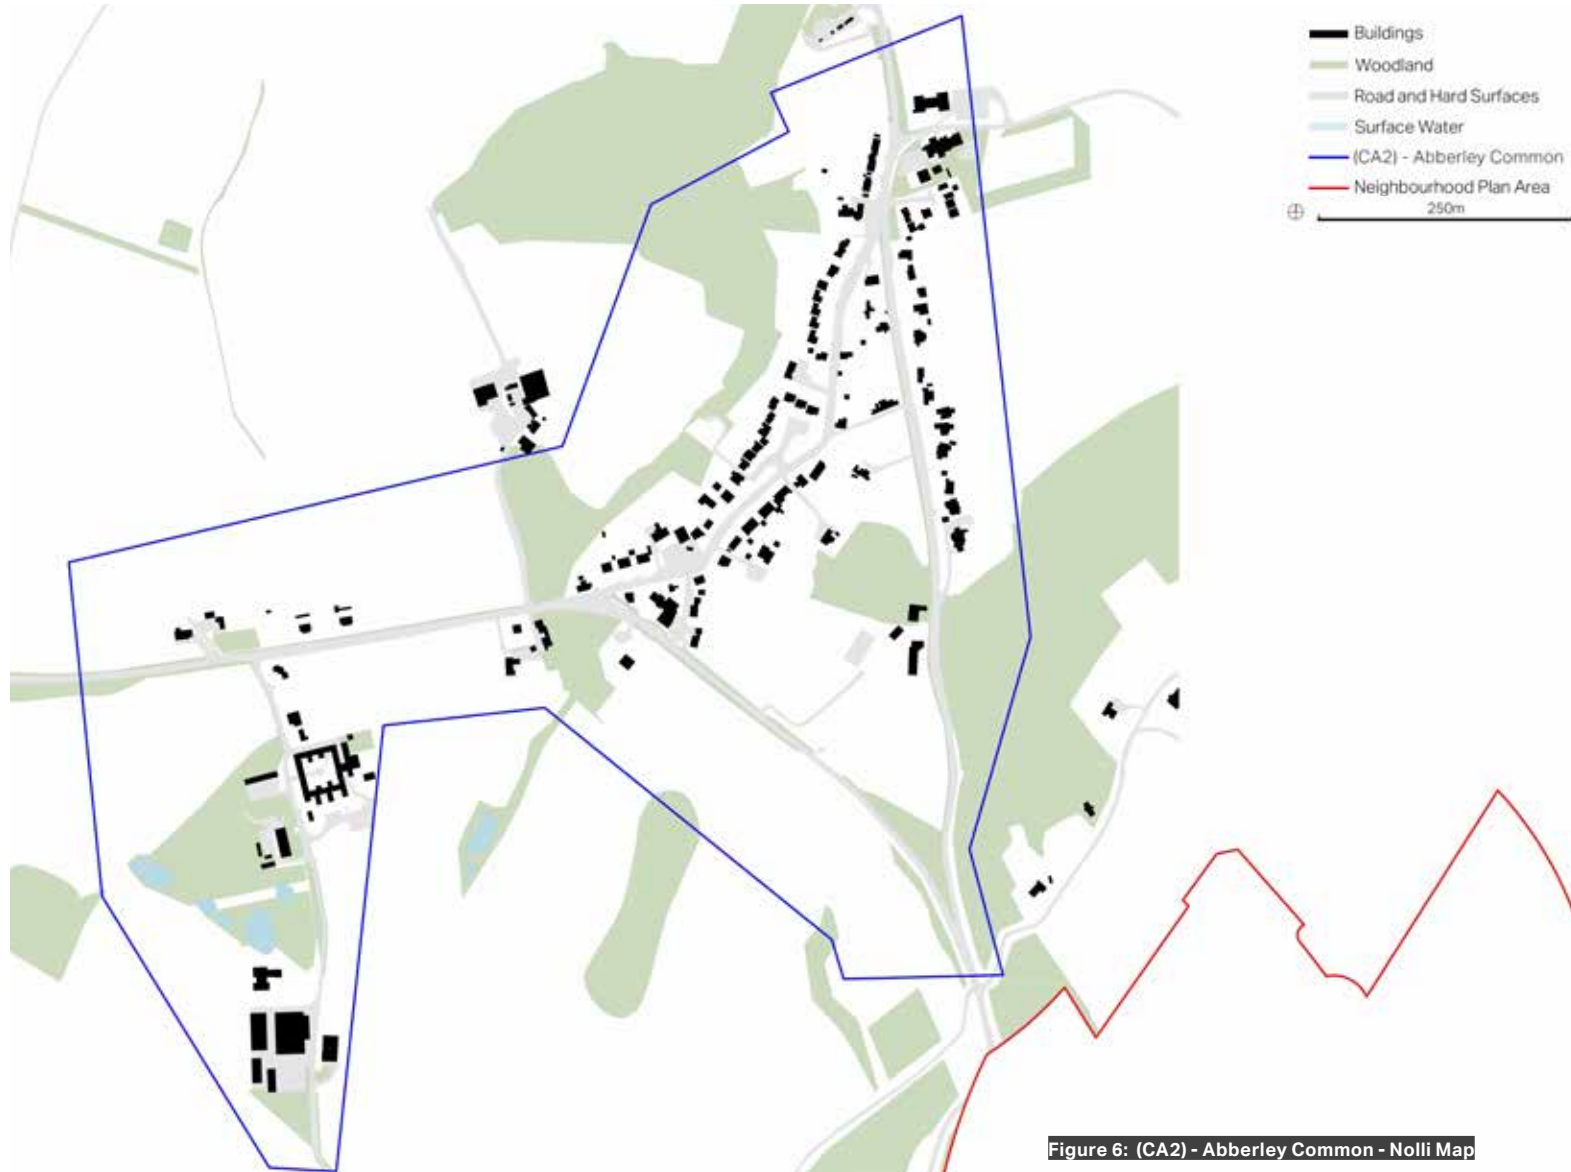 Buildings
Woodland
Road and Hard Surfaces
Surface Water
(CA2) - Abberley Common
Neighbourhood Plan Area
250m
Figure 6: (CA2) - Abberley Common - Nolli Map